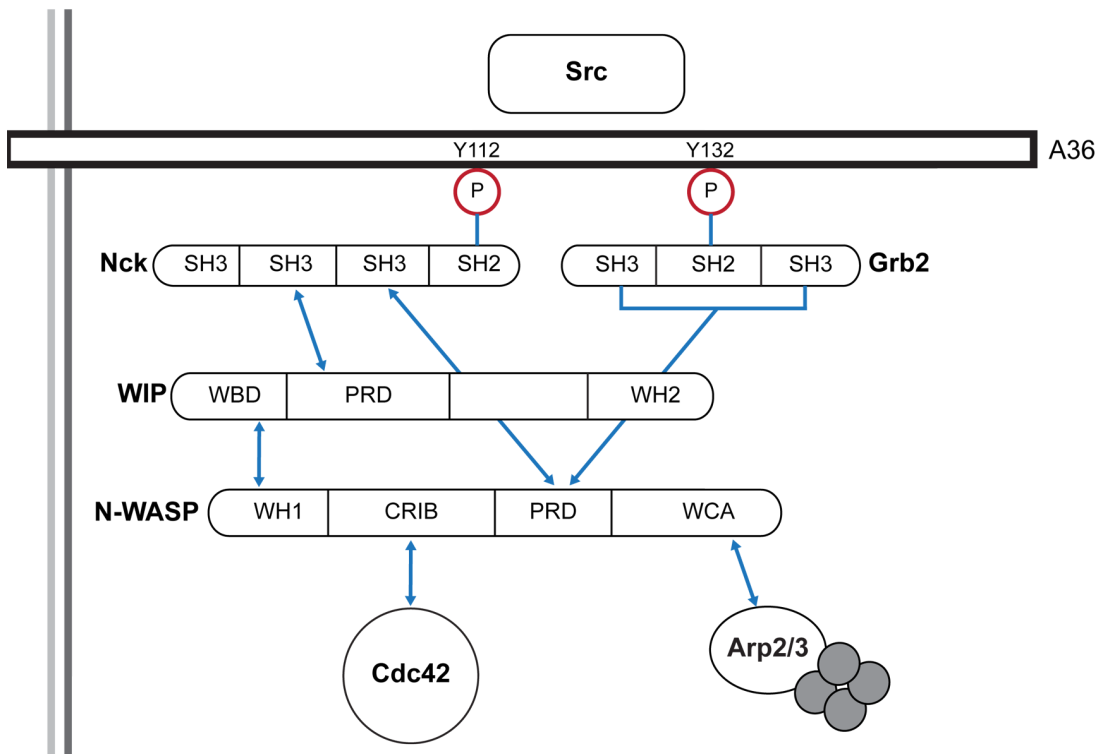 Src
Y112 Y132
A36
P P
Nck SH3 SH3 SH3 SH2 SH3 SH2 SH3 Grb2
WIP WBD PRD WH2
N-WASP WH1 CRIB PRD WCA
Arp2/3
Cdc42